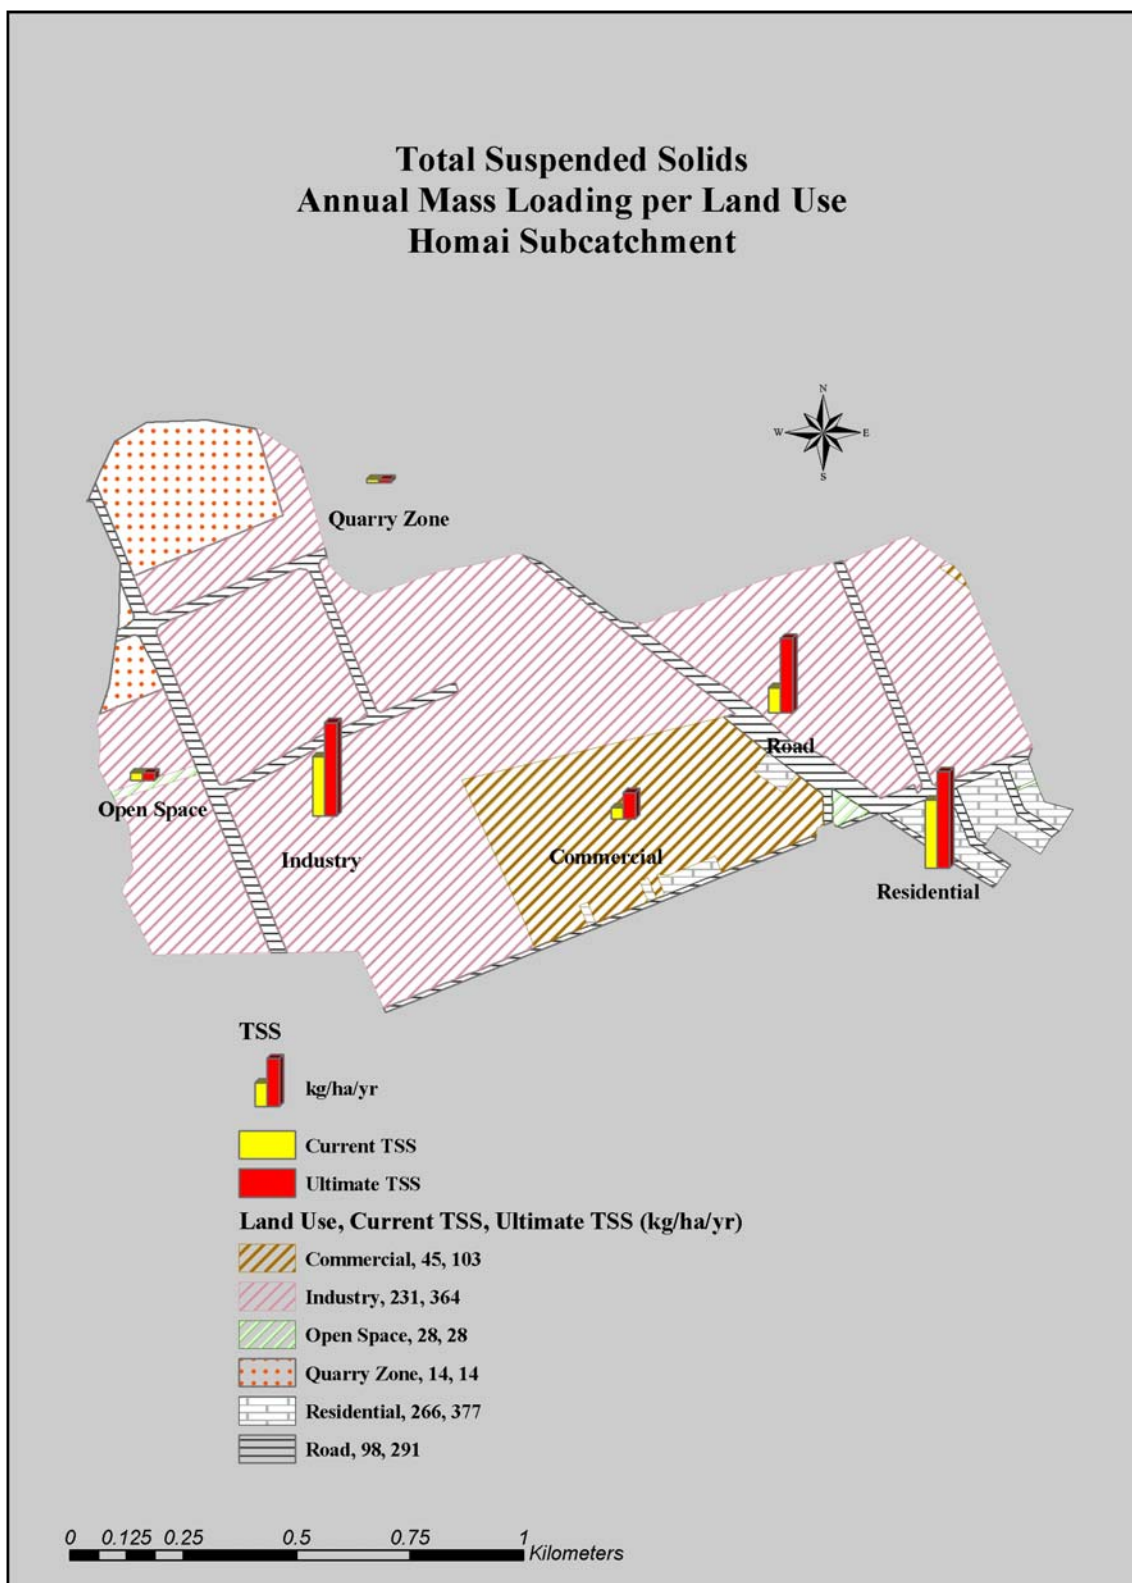 Total Suspended Solids
Annual Mass Loading per Land Use
Homai Subcatchment
N
W E
S
Quarry Zone
Road
Open Space
Industry
Commercial
Residential
TSS
kg/ha/yr
Current TSS
Ultimate TSS
Land Use, Current TSS, Ultimate TSS (kg/ha/yr)
Commercial, 45, 103
Industry, 231, 364
Open Space, 28, 28
Quarry Zone, 14, 14
Residential, 266, 377
Road, 98, 291
0 0.125 0.25 0.5 0.75 1
Kilometers